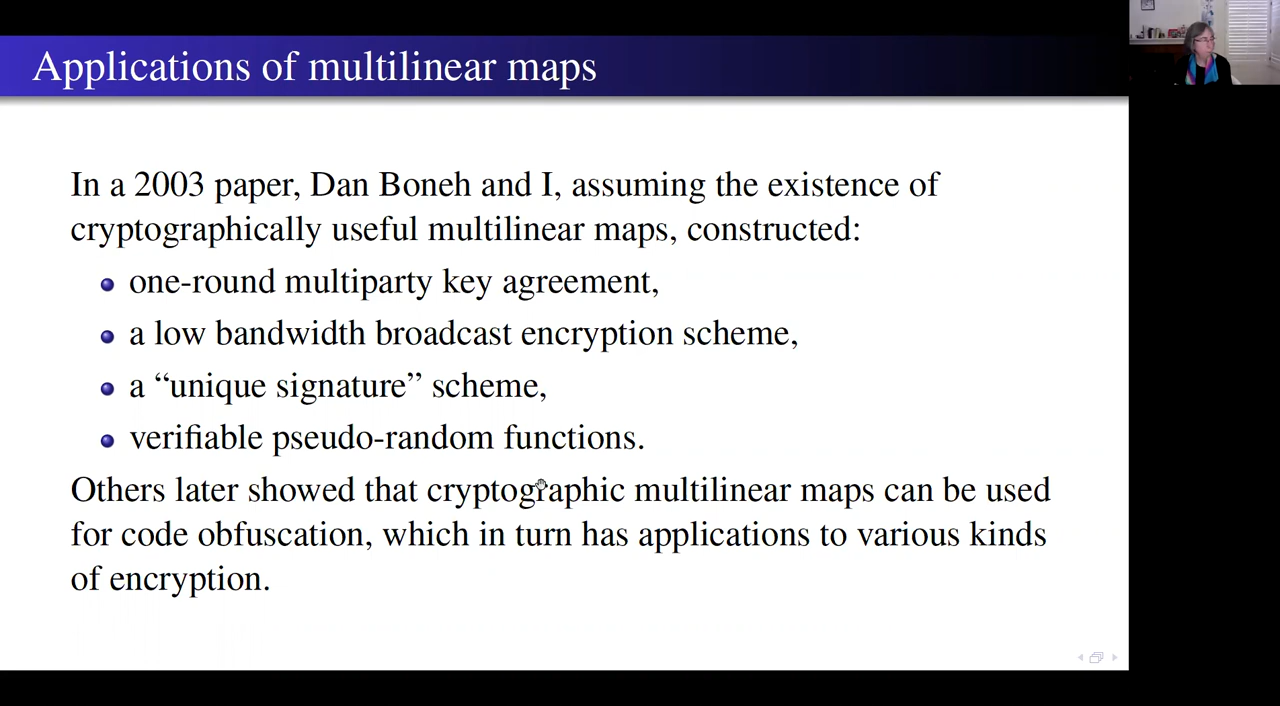 Applications of multilinear maps
In a 2003 paper, Dan Boneh and I, assuming the existence of
cryptographically useful multilinear maps, constructed:
one-round multiparty key agreement,
a low bandwidth broadcast encryption scheme,
a “unique signature” scheme,
verifiable pseudo-random functions.
Others later showed that cryptographic multilinear maps can be used
for code obfuscation, which in turn has applications to various kinds
of encryption.